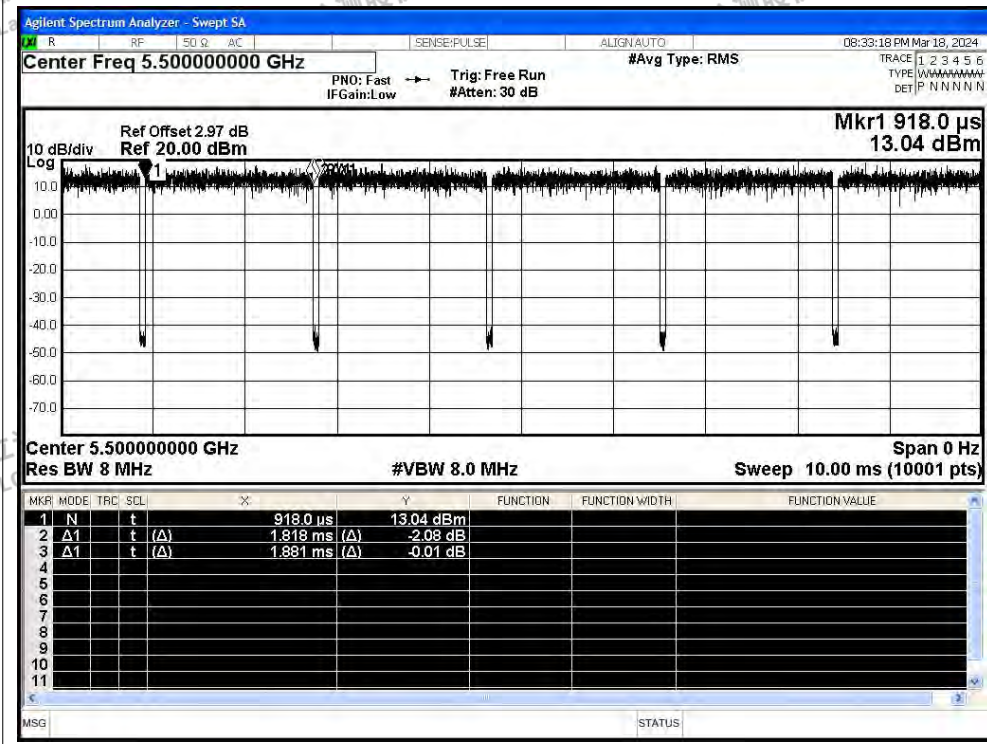 Agilent Spectrum Analyzer - Swept SA
R RF 50 Ω AC SENSE:PULSE ALIGN AUTO 08:33:18 PM Mar 18, 2024
Center Freq 5.500000000 GHz #Avg Type: RMS TRACE 1 2 3 4 5 6
PNO: Fast Trig: Free Run TYPE WWWWWW
IFGain:Low #Atten: 30 dB DET P N N N N N
Mkr1 918.0 µs
Ref Offset 2.97 dB
10 dB/div Ref 20.00 dBm 13.04 dBm
Log
1
10.0
0.00
-10.0
-20.0
-30.0
-40.0
-50.0
-60.0
-70.0
Center 5.500000000 GHz Span 0 Hz
Res BW 8 MHz #VBW 8.0 MHz Sweep 10.00 ms (10001 pts)
MKR MODE TRC SCL X Y FUNCTION FUNCTION WIDTH FUNCTION VALUE
1 N t 918.0 µs 13.04 dBm
2 Δ1 t (Δ) 1.818 ms (Δ) -2.08 dB
3 Δ1 t (Δ) 1.881 ms (Δ) -0.01 dB
4
5
6
7
8
9
10
11
MSG STATUS